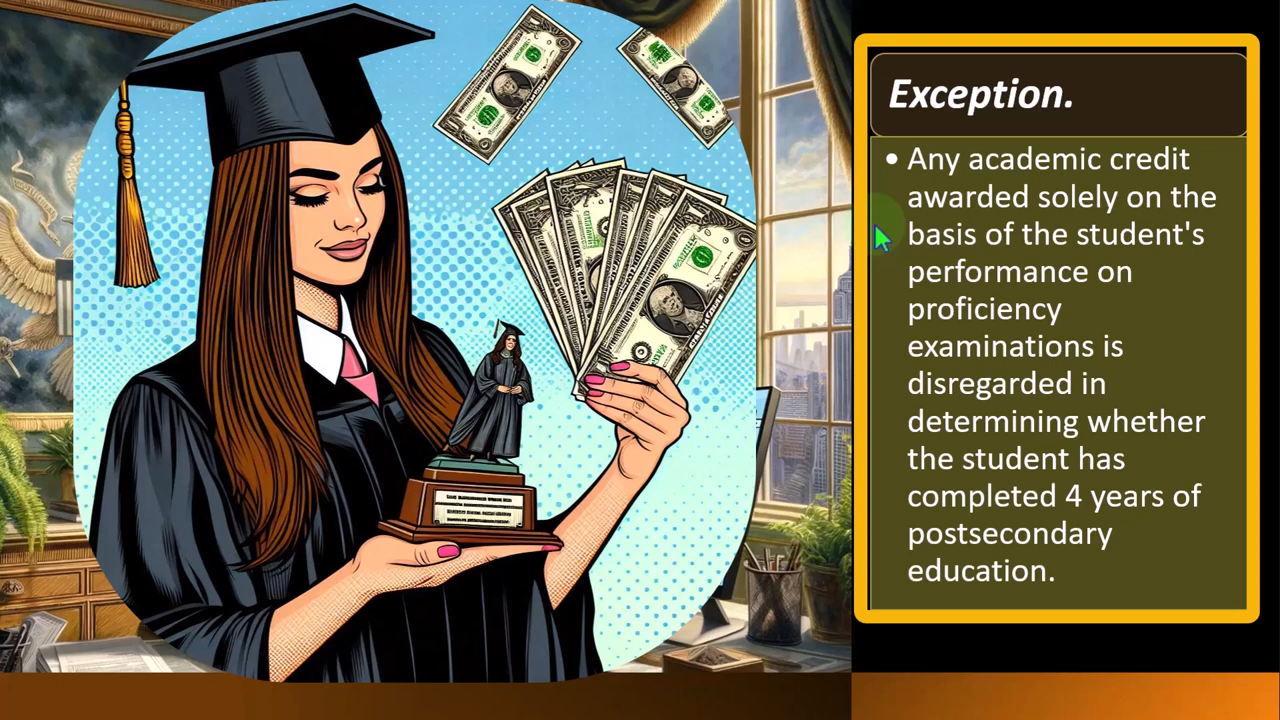 Exception.
• Any academic credit
awarded solely on the
basis of the student's
performance on
proficiency
examinations is
disregarded in
determining whether
the student has
completed 4 years of
postsecondary
education.